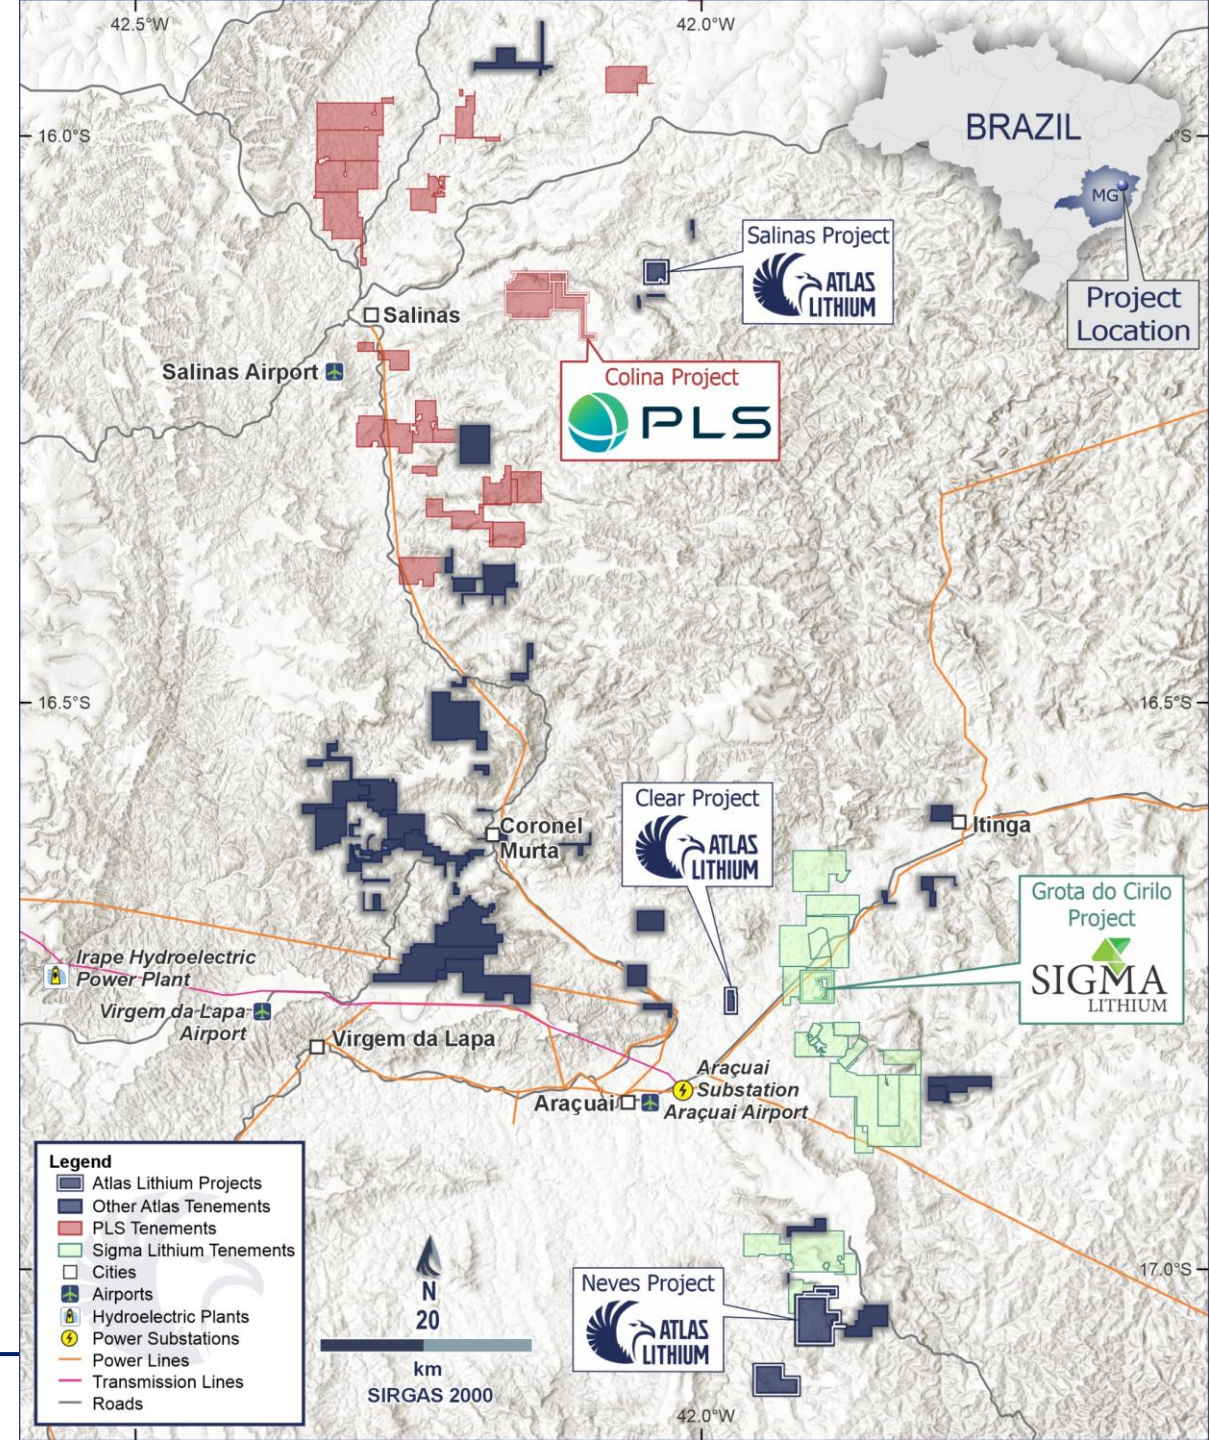 42.5°W
42.0°W
16.0°S
°S
BRAZIL
MG
Project
Location
Salinas Project
ATLAS
LITHIUM
Salinas
Salinas Airport
Colina Project
PLS
16.5°S
16.5°S
Clear Project
ATLAS
LITHIUM
Coronel
Murta
Itinga
Grota do Cirilo
Project
SIGMA
LITHIUM
Irape Hydroelectric
Power Plant
Virgem da Lapa
Airport
Virgem da Lapa
Araçuai
Substation
Araçuai
Araçuai Airport
Legend
Atlas Lithium Projects
Other Atlas Tenements
PLS Tenements
Sigma Lithium Tenements
Cities
Airports
Hydroelectric Plants
Power Substations
Power Lines
Transmission Lines
Roads
N
20
km
SIRGAS 2000
Neves Project
ATLAS
LITHIUM
17.0°S
42.0°W